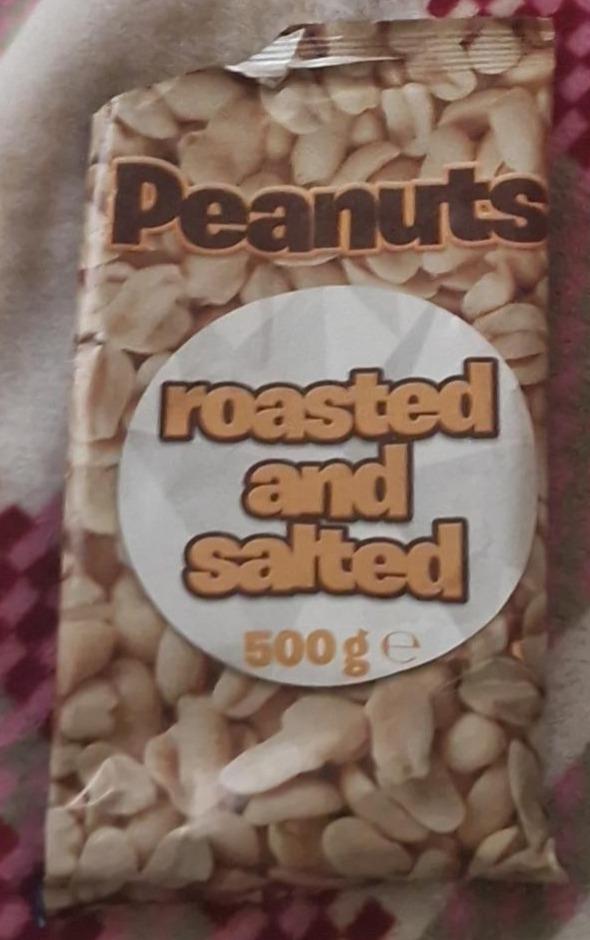 Peanuts
roasted
and
salted
500g ℮